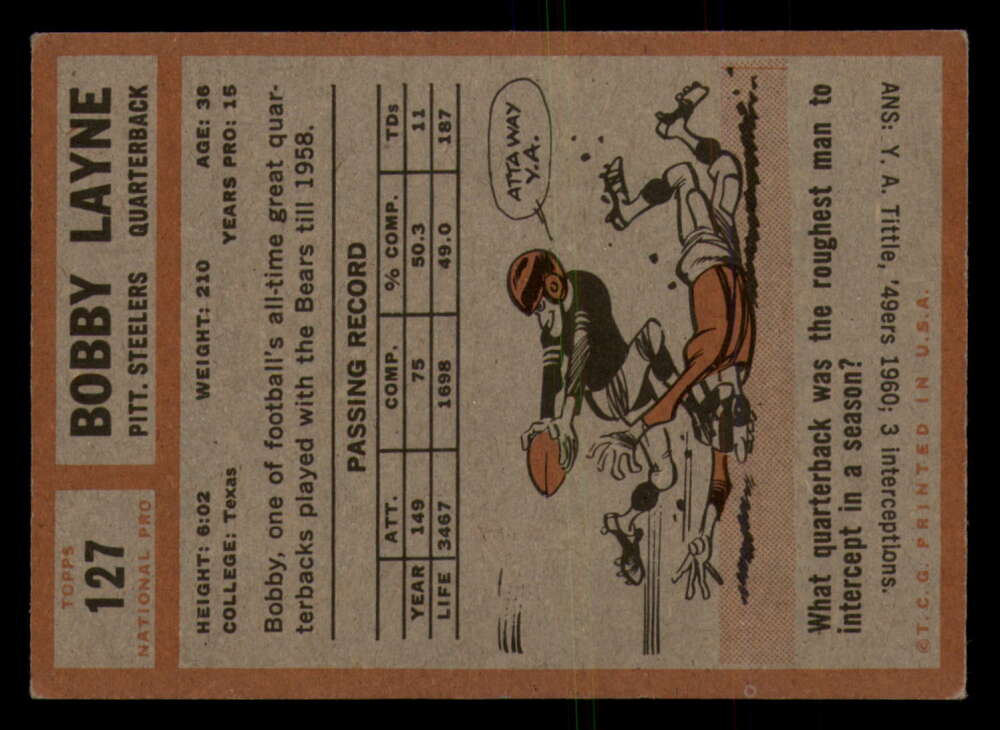 TOPPS
127
NATIONAL PRO
BOBBY LAYNE
PITT. STEELERS QUARTERBACK
HEIGHT: 6:02 WEIGHT: 210 AGE: 36
COLLEGE: Texas YEARS PRO: 15
Bobby, one of football's all-time great quar-
terbacks played with the Bears till 1958.
PASSING RECORD
ATT. COMP. % COMP. TDs
YEAR 149 75 50.3 11
LIFE 3467 1698 49.0 187
ATTA WAY
Y.A.
What quarterback was the roughest man to
intercept in a season?
ANS: Y. A. Tittle, '49ers 1960; 3 interceptions.
©T.C.G. PRINTED IN U.S.A.